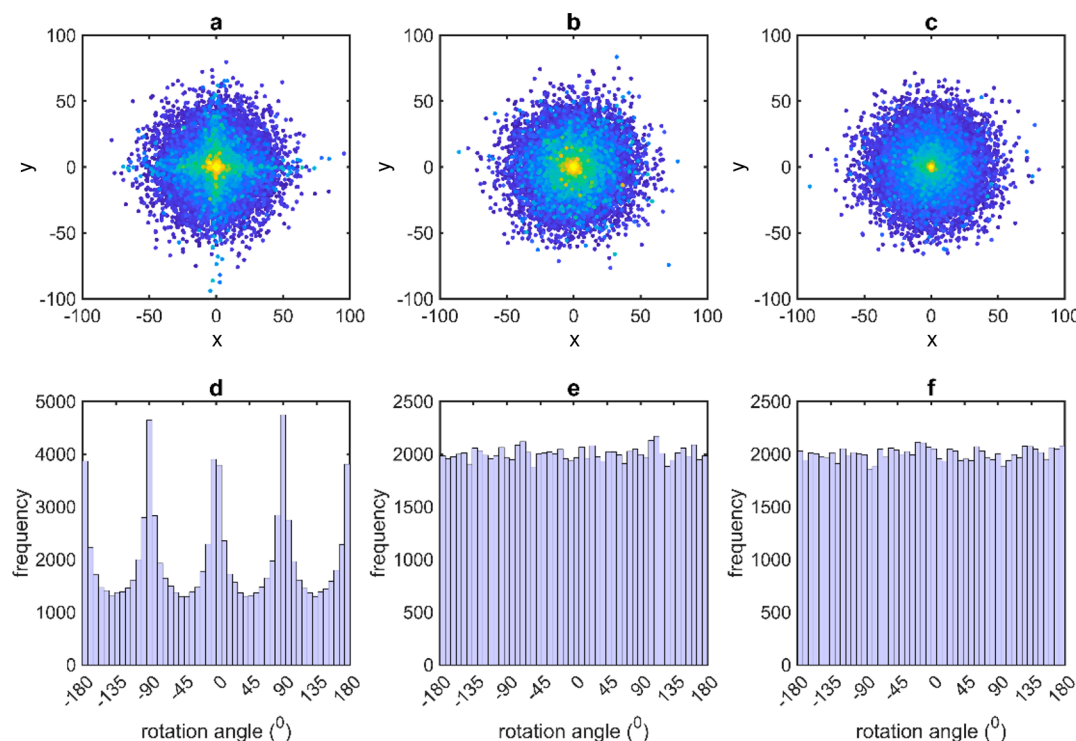 a b c
100 100 100
50 50 50
y 0 y 0 y 0
-50 -50 -50
-100 -100 -100
-100 -50 0 50 100 -100 -50 0 50 100 -100 -50 0 50 100
x x x
d e f
5000 2500 2500
4000 2000 2000
3000 1500 1500
frequency frequency frequency
2000 1000 1000
1000 500 500
0 0 0
-180 -135 -90 -45 0 45 90 135 180 -180 -135 -90 -45 0 45 90 135 180 -180 -135 -90 -45 0 45 90 135 180
rotation angle (⁰) rotation angle (⁰) rotation angle (⁰)